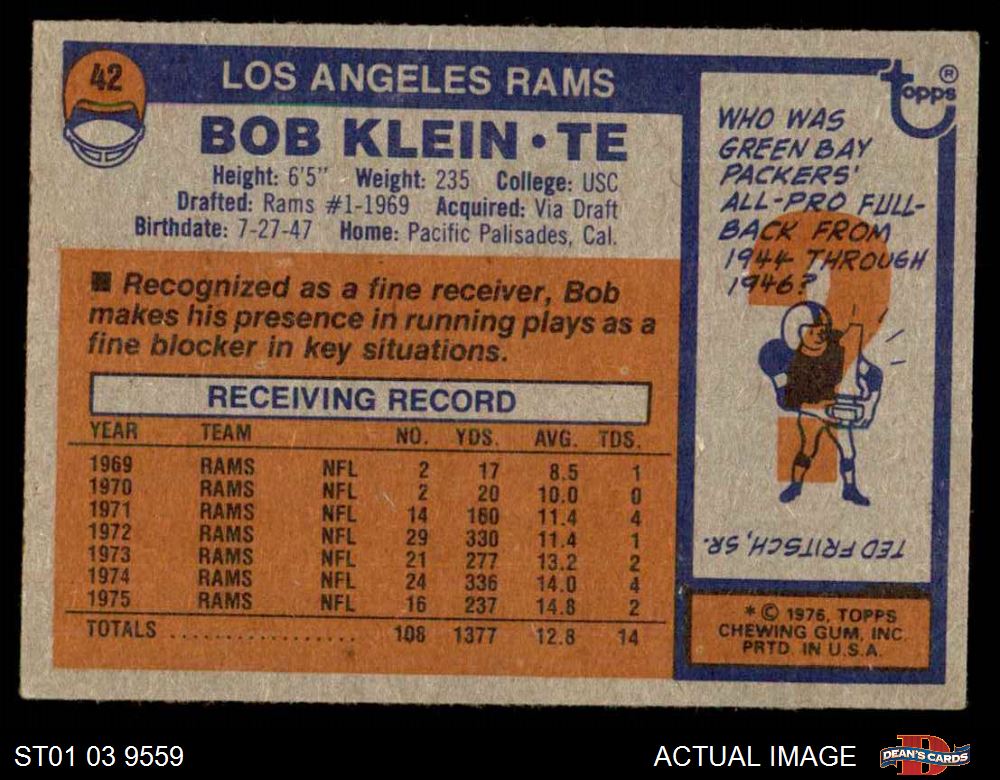 42
LOS ANGELES RAMS
BOB KLEIN • TE
Height: 6'5" Weight: 235 College: USC
Drafted: Rams #1-1969 Acquired: Via Draft
Birthdate: 7-27-47 Home: Pacific Palisades, Cal.
■ Recognized as a fine receiver, Bob
makes his presence in running plays as a
fine blocker in key situations.
RECEIVING RECORD
YEAR TEAM NO. YDS. AVG. TDS.
1969 RAMS NFL 2 17 8.5 1
1970 RAMS NFL 2 20 10.0 0
1971 RAMS NFL 14 160 11.4 4
1972 RAMS NFL 29 330 11.4 1
1973 RAMS NFL 21 277 13.2 2
1974 RAMS NFL 24 336 14.0 4
1975 RAMS NFL 16 237 14.8 2
TOTALS .................. 108 1377 12.8 14
topps ®
WHO WAS
GREEN BAY
PACKERS'
ALL-PRO FULL-
BACK FROM
1944 THROUGH
1946?
?
TED FRITSCH, SR.
* © 1976, TOPPS
CHEWING GUM, INC.
PRTD. IN U.S.A.
ST01 03 9559
ACTUAL IMAGE
D
DEAN'S CARDS